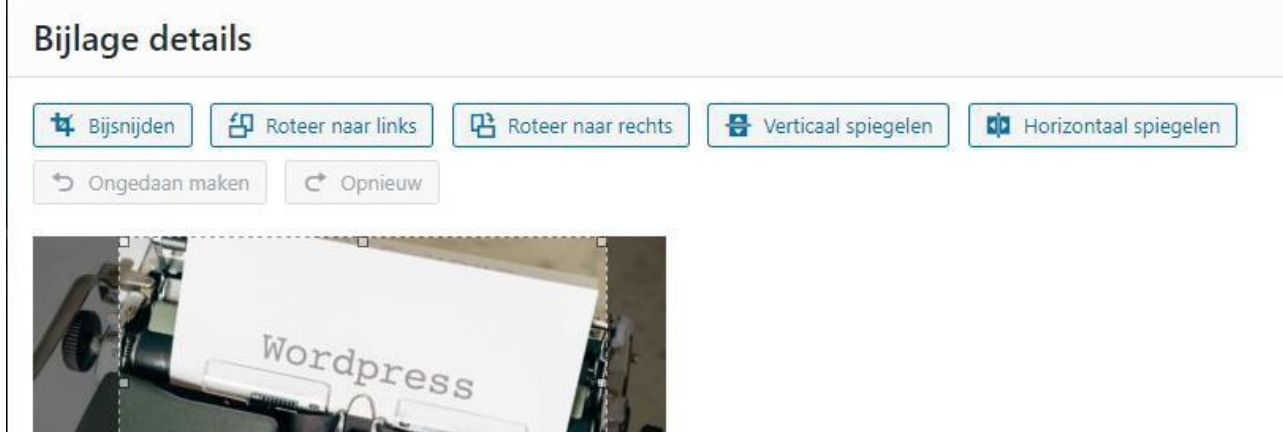 Bijlage details
Bijsnijden Roteer naar links Roteer naar rechts Verticaal spiegelen Horizontaal spiegelen
Ongedaan maken Opnieuw
Wordpress